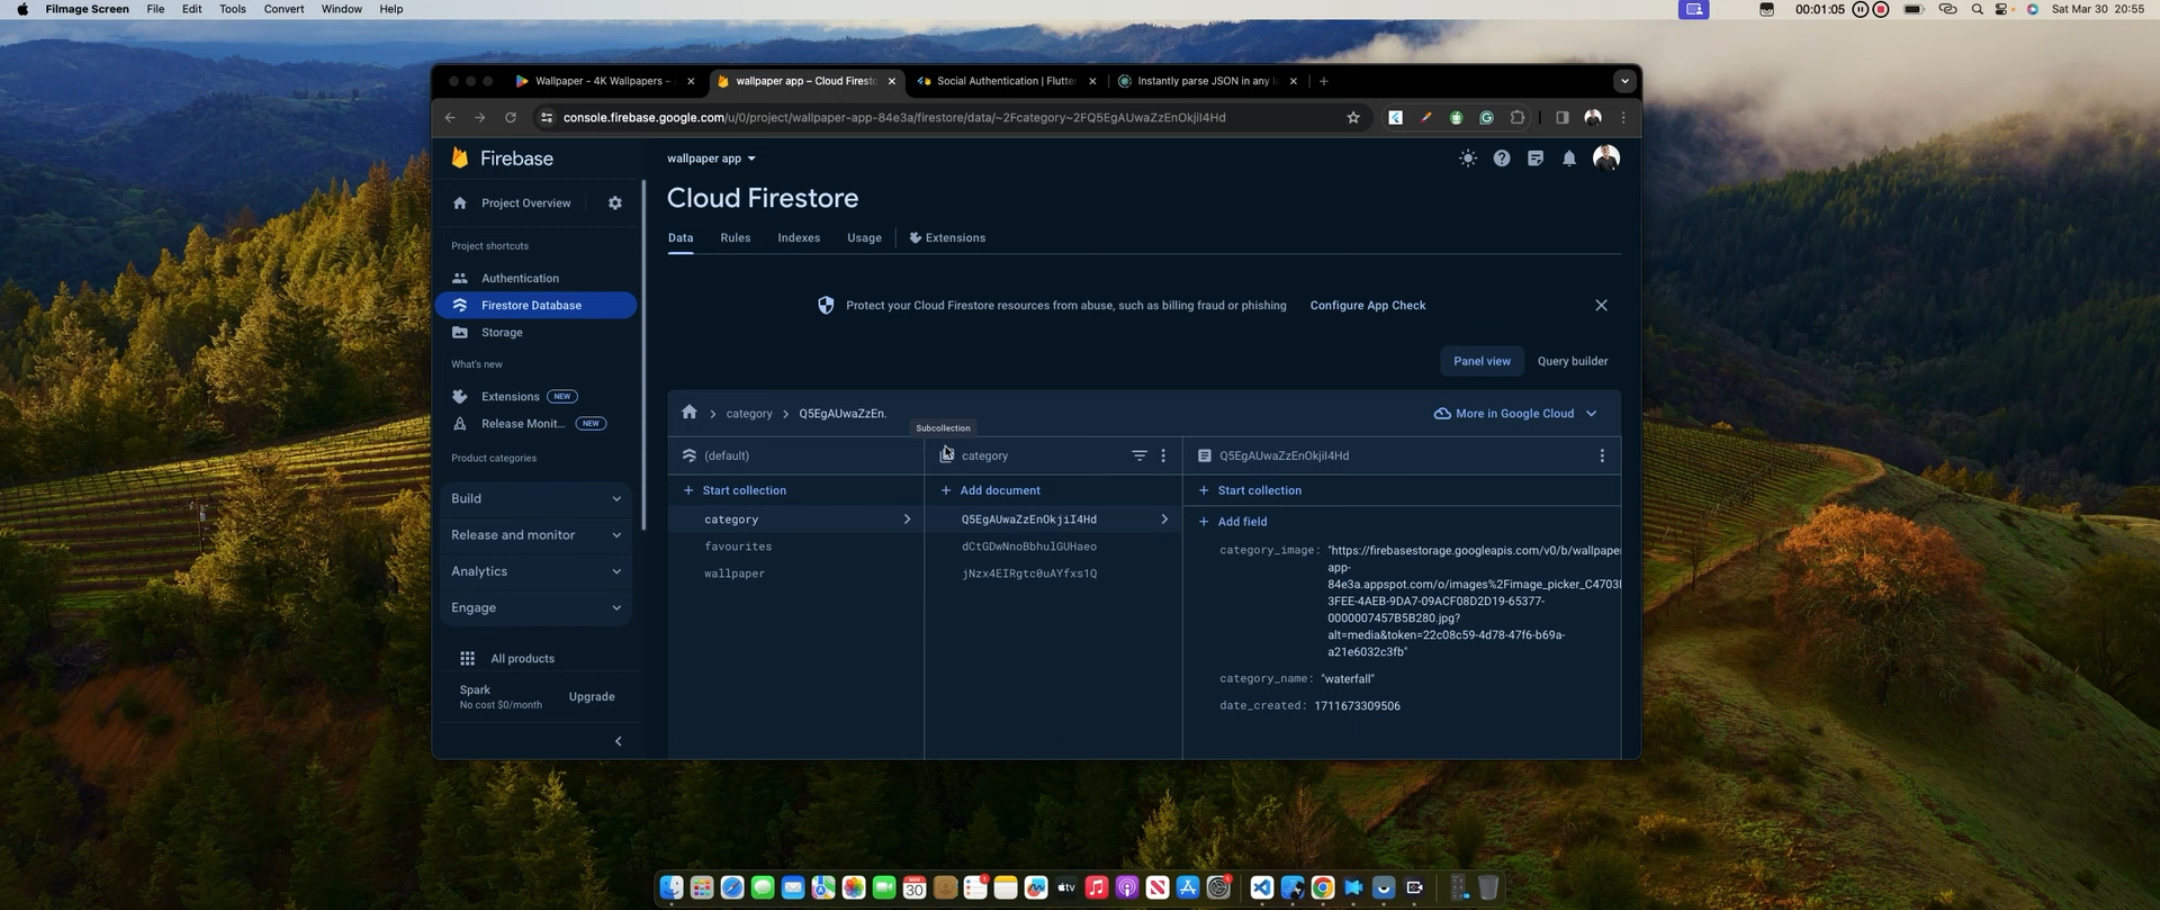 Filmage Screen File Edit Tools Convert Window Help
00:01:05 Sat Mar 30 20:55
Wallpaper - 4K Wallpapers –
wallpaper app – Cloud Firesto
Social Authentication | Flutter
Instantly parse JSON in any la
console.firebase.google.com/u/0/project/wallpaper-app-84e3a/firestore/data/~2Fcategory~2FQ5EgAUwaZzEnOkjiI4Hd
Firebase
wallpaper app
Project Overview
Cloud Firestore
Project shortcuts
Data Rules Indexes Usage Extensions
Authentication
Firestore Database
Storage
Protect your Cloud Firestore resources from abuse, such as billing fraud or phishing Configure App Check
What's new
Panel view Query builder
Extensions NEW
Release Monit... NEW
category Q5EgAUwaZzEn.
More in Google Cloud
Subcollection
Product categories
(default) category Q5EgAUwaZzEnOkjiI4Hd
Build
Release and monitor
Analytics
Engage
+ Start collection
category
favourites
wallpaper
+ Add document
Q5EgAUwaZzEnOkjiI4Hd
dCtGDwNnoBbhulGUHaeo
jNzx4EIRgtc0uAYfxs1Q
+ Start collection
+ Add field
category_image: "https://firebasestorage.googleapis.com/v0/b/wallpaper
app-
84e3a.appspot.com/o/images%2Fimage_picker_C4703
3FEE-4AEB-9DA7-09ACF08D2D19-65377-
0000007457B5B280.jpg?
alt=media&token=22c08c59-4d78-47f6-b69a-
a21e6032c3fb"
category_name: "waterfall"
date_created: 1711673309506
All products
Spark
No cost $0/month
Upgrade
tv
MAR
30